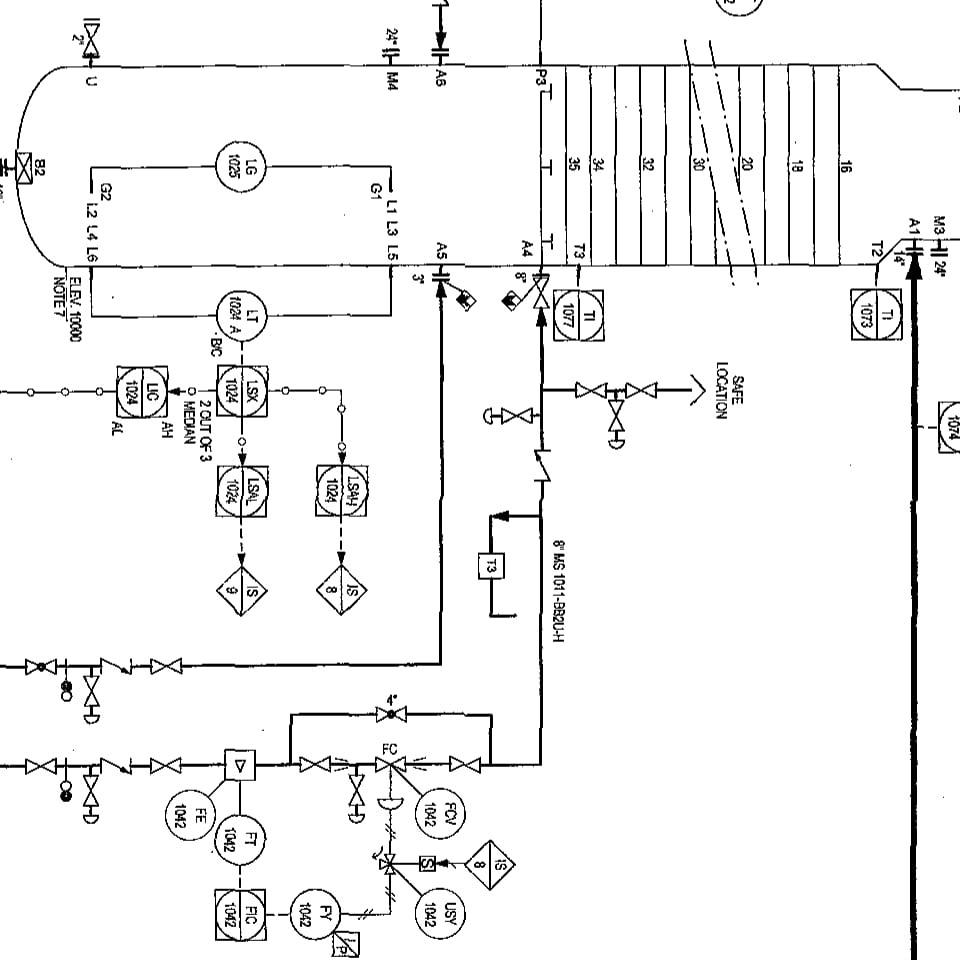 2"
U
24"
M4
A6
P3
36
34
32
30
20
18
16
B2
LG
1025
G2
G1
L2 L4 L6
L1 L3 L5
A5
3"
A4
8"
T3
T2
A1
14"
M3
24"
ELEV. 10000
NOTE 7
LT
1024 A
B/C
TI
1077
TI
1073
1074
SAFE
LOCATION
LIC
1024
AH
AL
2 OUT OF 3
MEDIAN
LSX
1024
LSAL
1024
LSAH
1024
IS
9
IS
8
T3
8" MS 1011-BB2U-H
4"
FC
FE
1042
FT
1042
FCV
1042
S
IS
8
USY
1042
FIC
1042
FY
1042
I/P